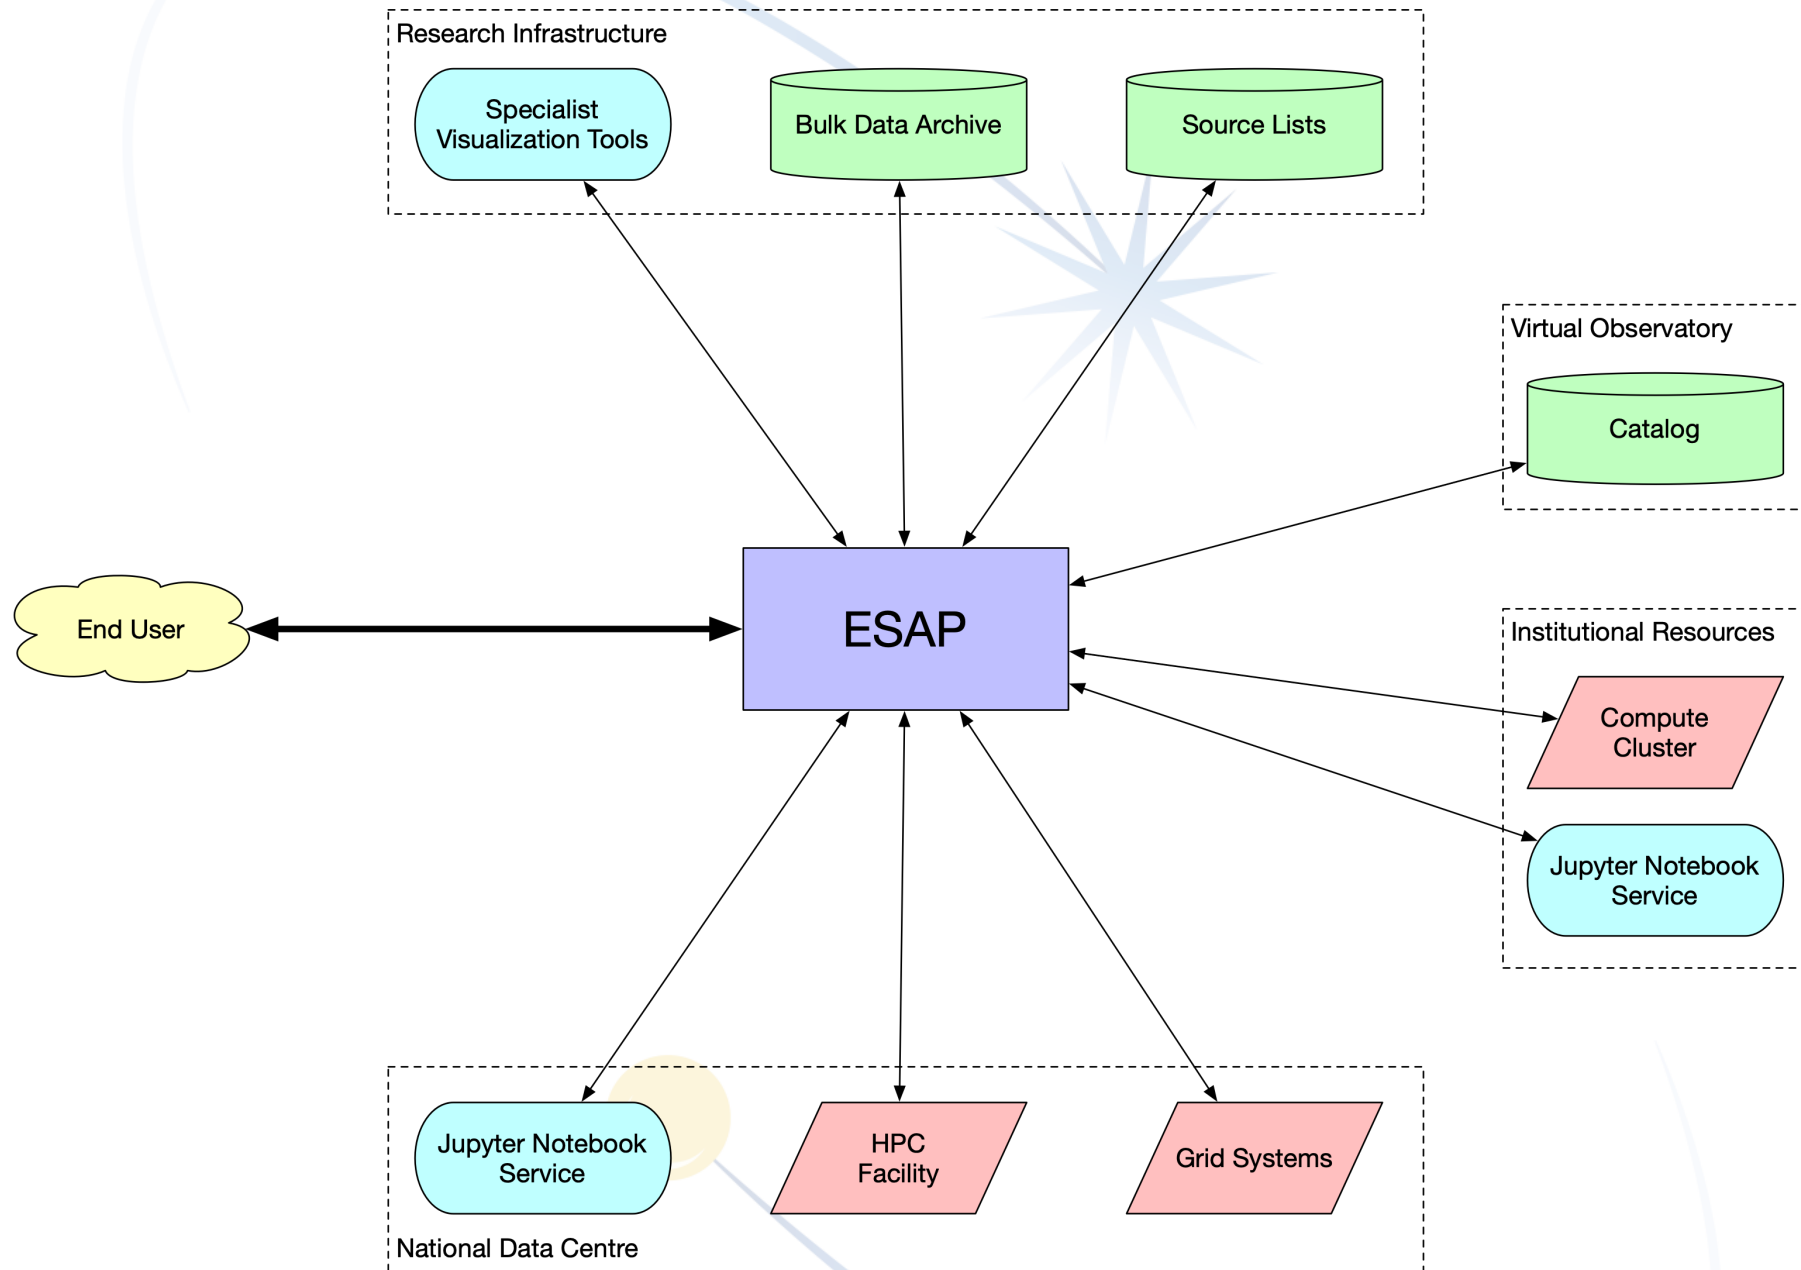 Research Infrastructure
Specialist
Visualization Tools
Bulk Data Archive
Source Lists
Virtual Observatory
Catalog
End User
ESAP
Institutional Resources
Compute
Cluster
Jupyter Notebook
Service
Jupyter Notebook
Service
HPC
Facility
Grid Systems
National Data Centre